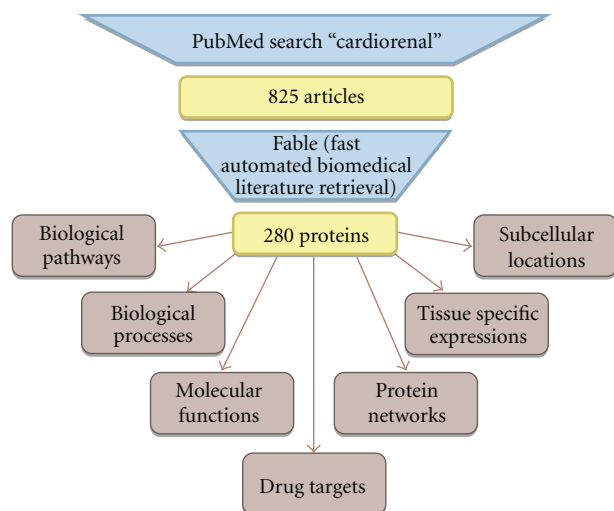 PubMed search “cardiorenal”
825 articles
Fable (fast
automated biomedical
literature retrieval)
280 proteins
Biological
pathways
Subcellular
locations
Biological
processes
Tissue specific
expressions
Molecular
functions
Protein
networks
Drug targets